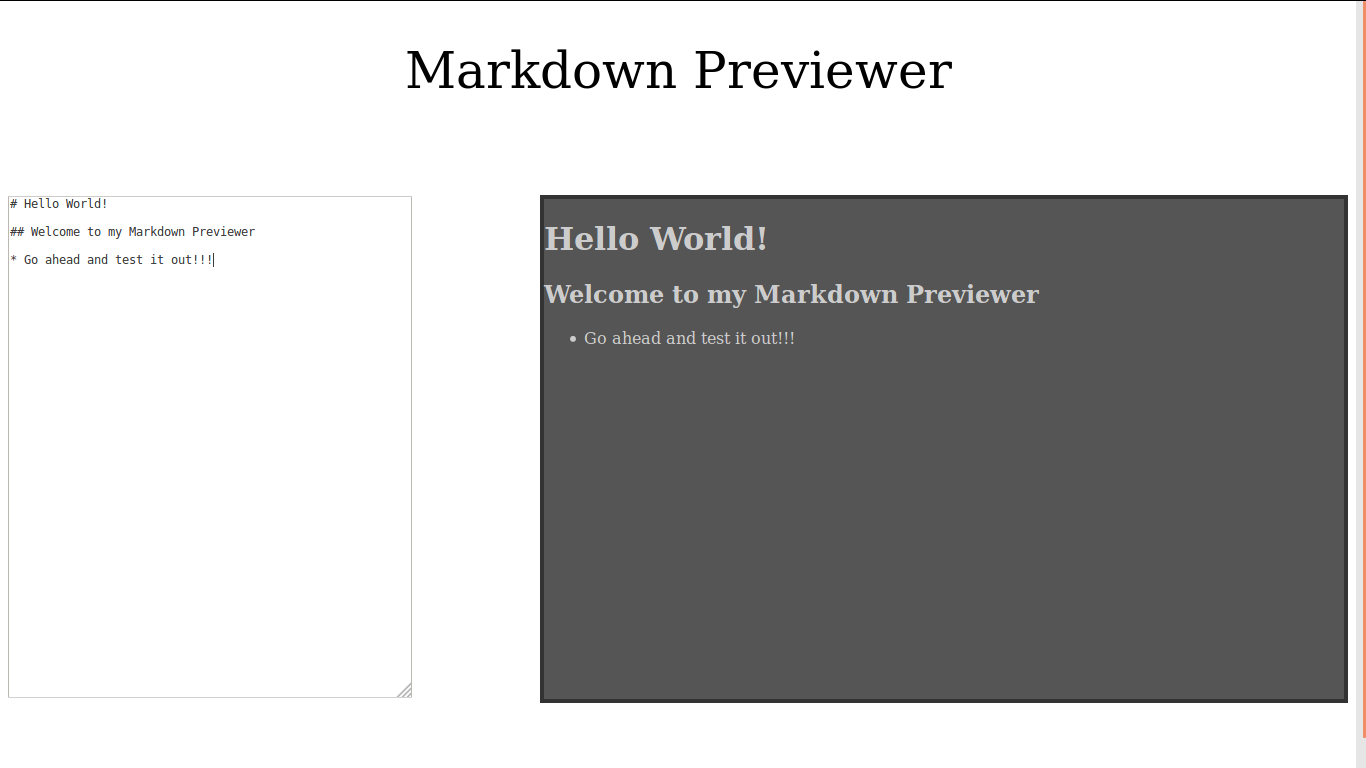 Markdown Previewer
# Hello World!
## Welcome to my Markdown Previewer
* Go ahead and test it out!!!
Hello World!
Welcome to my Markdown Previewer
• Go ahead and test it out!!!